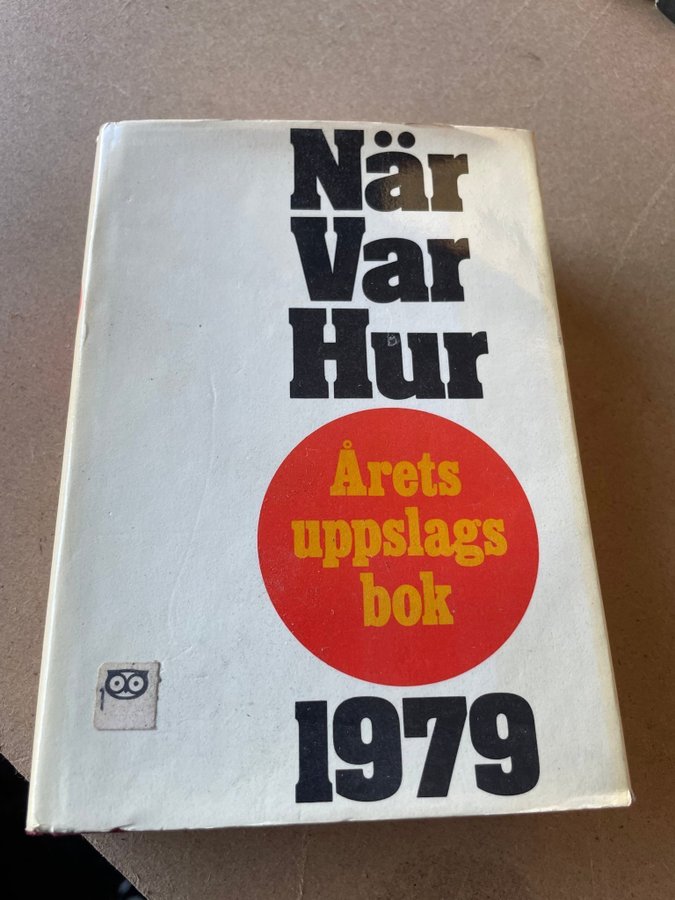 När
Var
Hur
Årets
uppslags
bok
1979